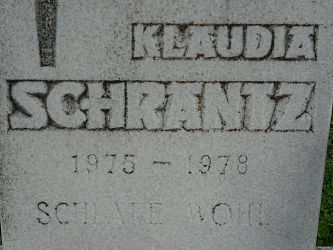 KLAUDIA
SCHRANTZ
1975 – 1978
SCHLAFE WOHL